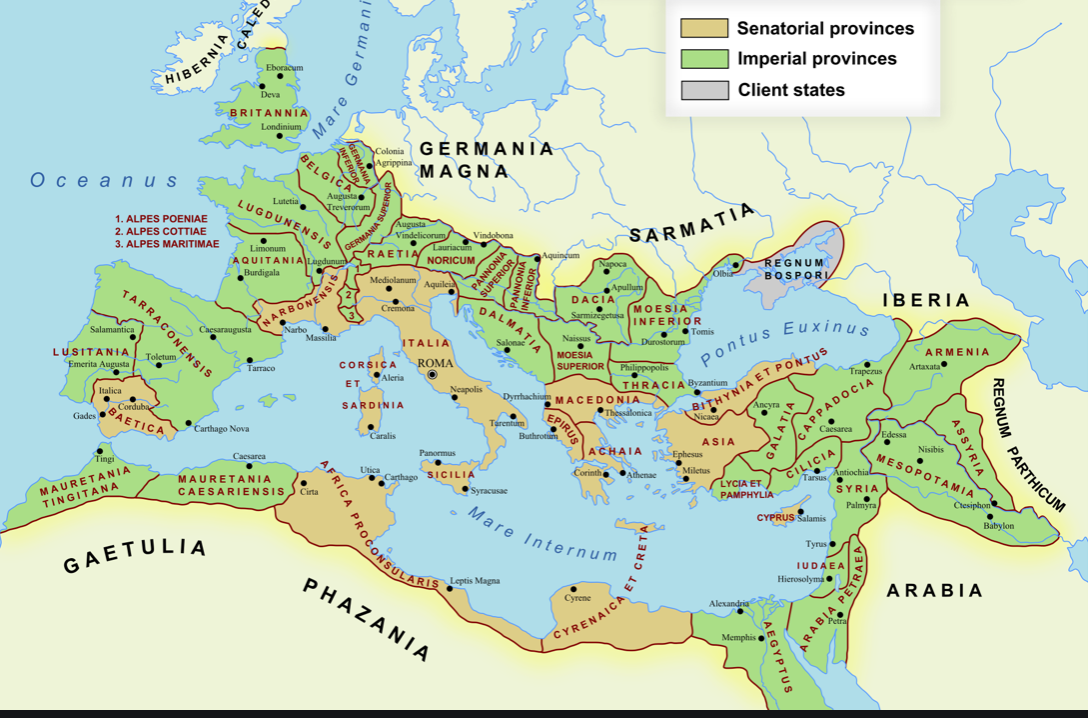 Senatorial provinces
Imperial provinces
Client states
HIBERNIA
CALED
Mare Germani
Oceanus
Eboracum
Deva
BRITANNIA
Londinium
GERMANIA
MAGNA
SARMATIA
1. ALPES POENIAE
2. ALPES COTTIAE
3. ALPES MARITIMAE
GERMANIA
INFERIOR
Colonia
Agrippina
BELGICA
Augusta
Treverorum
Lutetia
LUGDUNENSIS
GERMANIA SUPERIOR
Augusta
Vindelicorum
Lauriacum
Vindobona
Limonum
AQUITANIA
Lugdunum
Burdigala
RAETIA
NORICUM
PANNONIA
SUPERIOR
PANNONIA
INFERIOR
Aquincum
1
2
3
Mediolanum
Aquileia
Cremona
NARBONENSIS
Narbo
Massilia
Napoca
Apullum
DACIA
Sarmizegetusa
MOESIA
INFERIOR
Olbia
REGNUM
BOSPORI
Tomis
Durostorum
Pontus Euxinus
IBERIA
TARRACONENSIS
Salamantica
Caesaraugusta
LUSITANIA
Toletum
Emerita Augusta
Tarraco
Italica
Corduba
Gades
BAETICA
Carthago Nova
ITALIA
ROMA
CORSICA
ET
SARDINIA
Aleria
Caralis
Neapolis
Tarentum
DALMATIA
Salonae
Naissus
MOESIA
SUPERIOR
Philippopolis
THRACIA
Byzantium
Dyrrhachium
MACEDONIA
Thessalonica
EPIRUS
Buthrotum
ACHAIA
Corinth
Athenae
BITHYNIA ET PONTUS
Nicaea
Trapezus
Ancyra
GALATIA
CAPPADOCIA
Caesarea
ASIA
Ephesus
Miletus
LYCIA ET
PAMPHYLIA
CILICIA
Tarsus
ARMENIA
Artaxata
REGNUM PARTHICUM
Edessa
Nisibis
ASSYRIA
MESOPOTAMIA
Ctesiphon
Babylon
Antiochia
SYRIA
Palmyra
CYPRUS
Salamis
Tyrus
IUDAEA
Hierosolyma
ARABIA PETRAEA
Petra
ARABIA
Tingi
MAURETANIA
TINGITANA
Caesarea
MAURETANIA
CAESARIENSIS
Cirta
Utica
Carthago
Panormus
SICILIA
Syracusae
AFRICA PROCONSULARIS
Leptis Magna
Mare Internum
GAETULIA
PHAZANIA
Cyrene
CYRENAICA ET CRETA
Alexandria
Memphis
AEGYPTUS